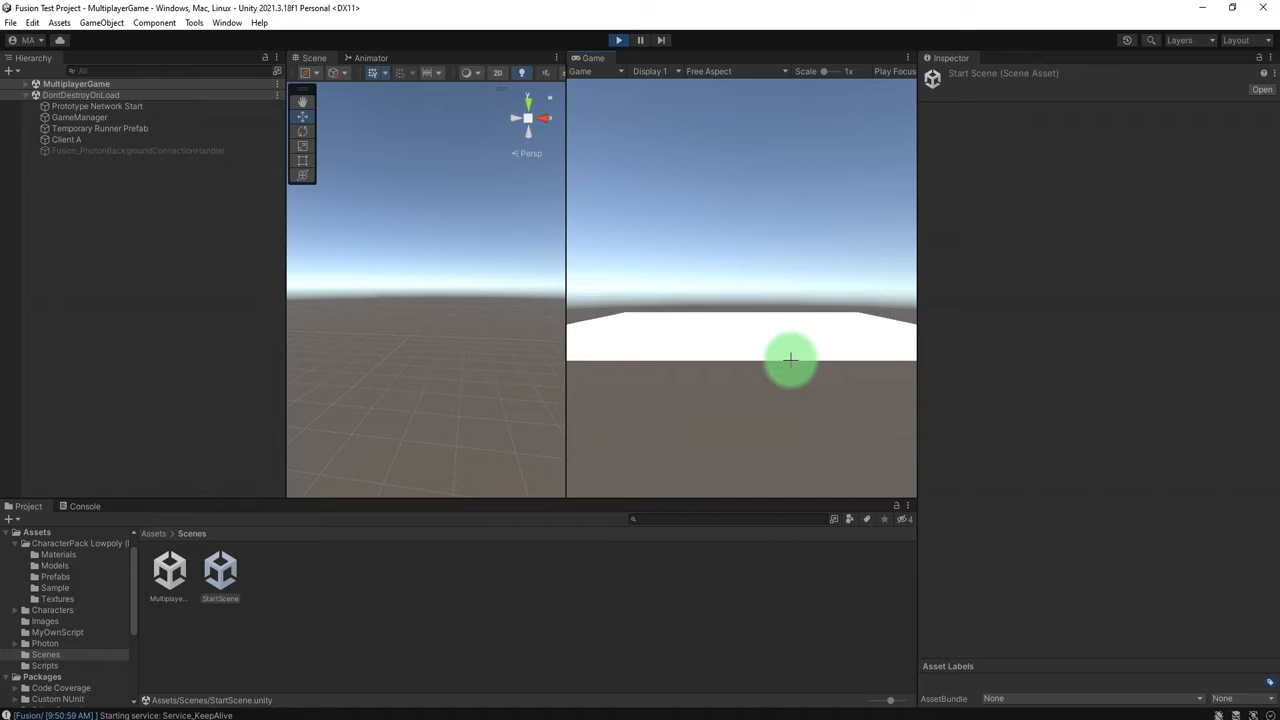 Fusion Test Project - MultiplayerGame - Windows, Mac, Linux - Unity 2021.3.18f1 Personal <DX11>
File Edit Assets GameObject Component Tools Window Help
MA Layers Layout
Hierarchy Scene Animator Game Inspector
All 2D Game Display 1 Free Aspect Scale 1x Play Focus Start Scene (Scene Asset)
Open
MultiplayerGame
DontDestroyOnLoad
Prototype Network Start
GameManager
Temporary Runner Prefab
Client A
Fusion_PhotonBackgroundConnectionHandler
y
x
Persp
Project Console
4
Assets
Assets Scenes
CharacterPack Lowpoly (
Materials
Models
Prefabs
Sample
Textures
Multiplaye... StartScene
Characters
Images
MyOwnScript
Photon
Scenes
Scripts
Packages
Code Coverage
Custom NUnit
Assets/Scenes/StartScene.unity
Asset Labels
AssetBundle None None
[Fusion/ [9:50:59 AM] Starting service: Service_KeepAlive